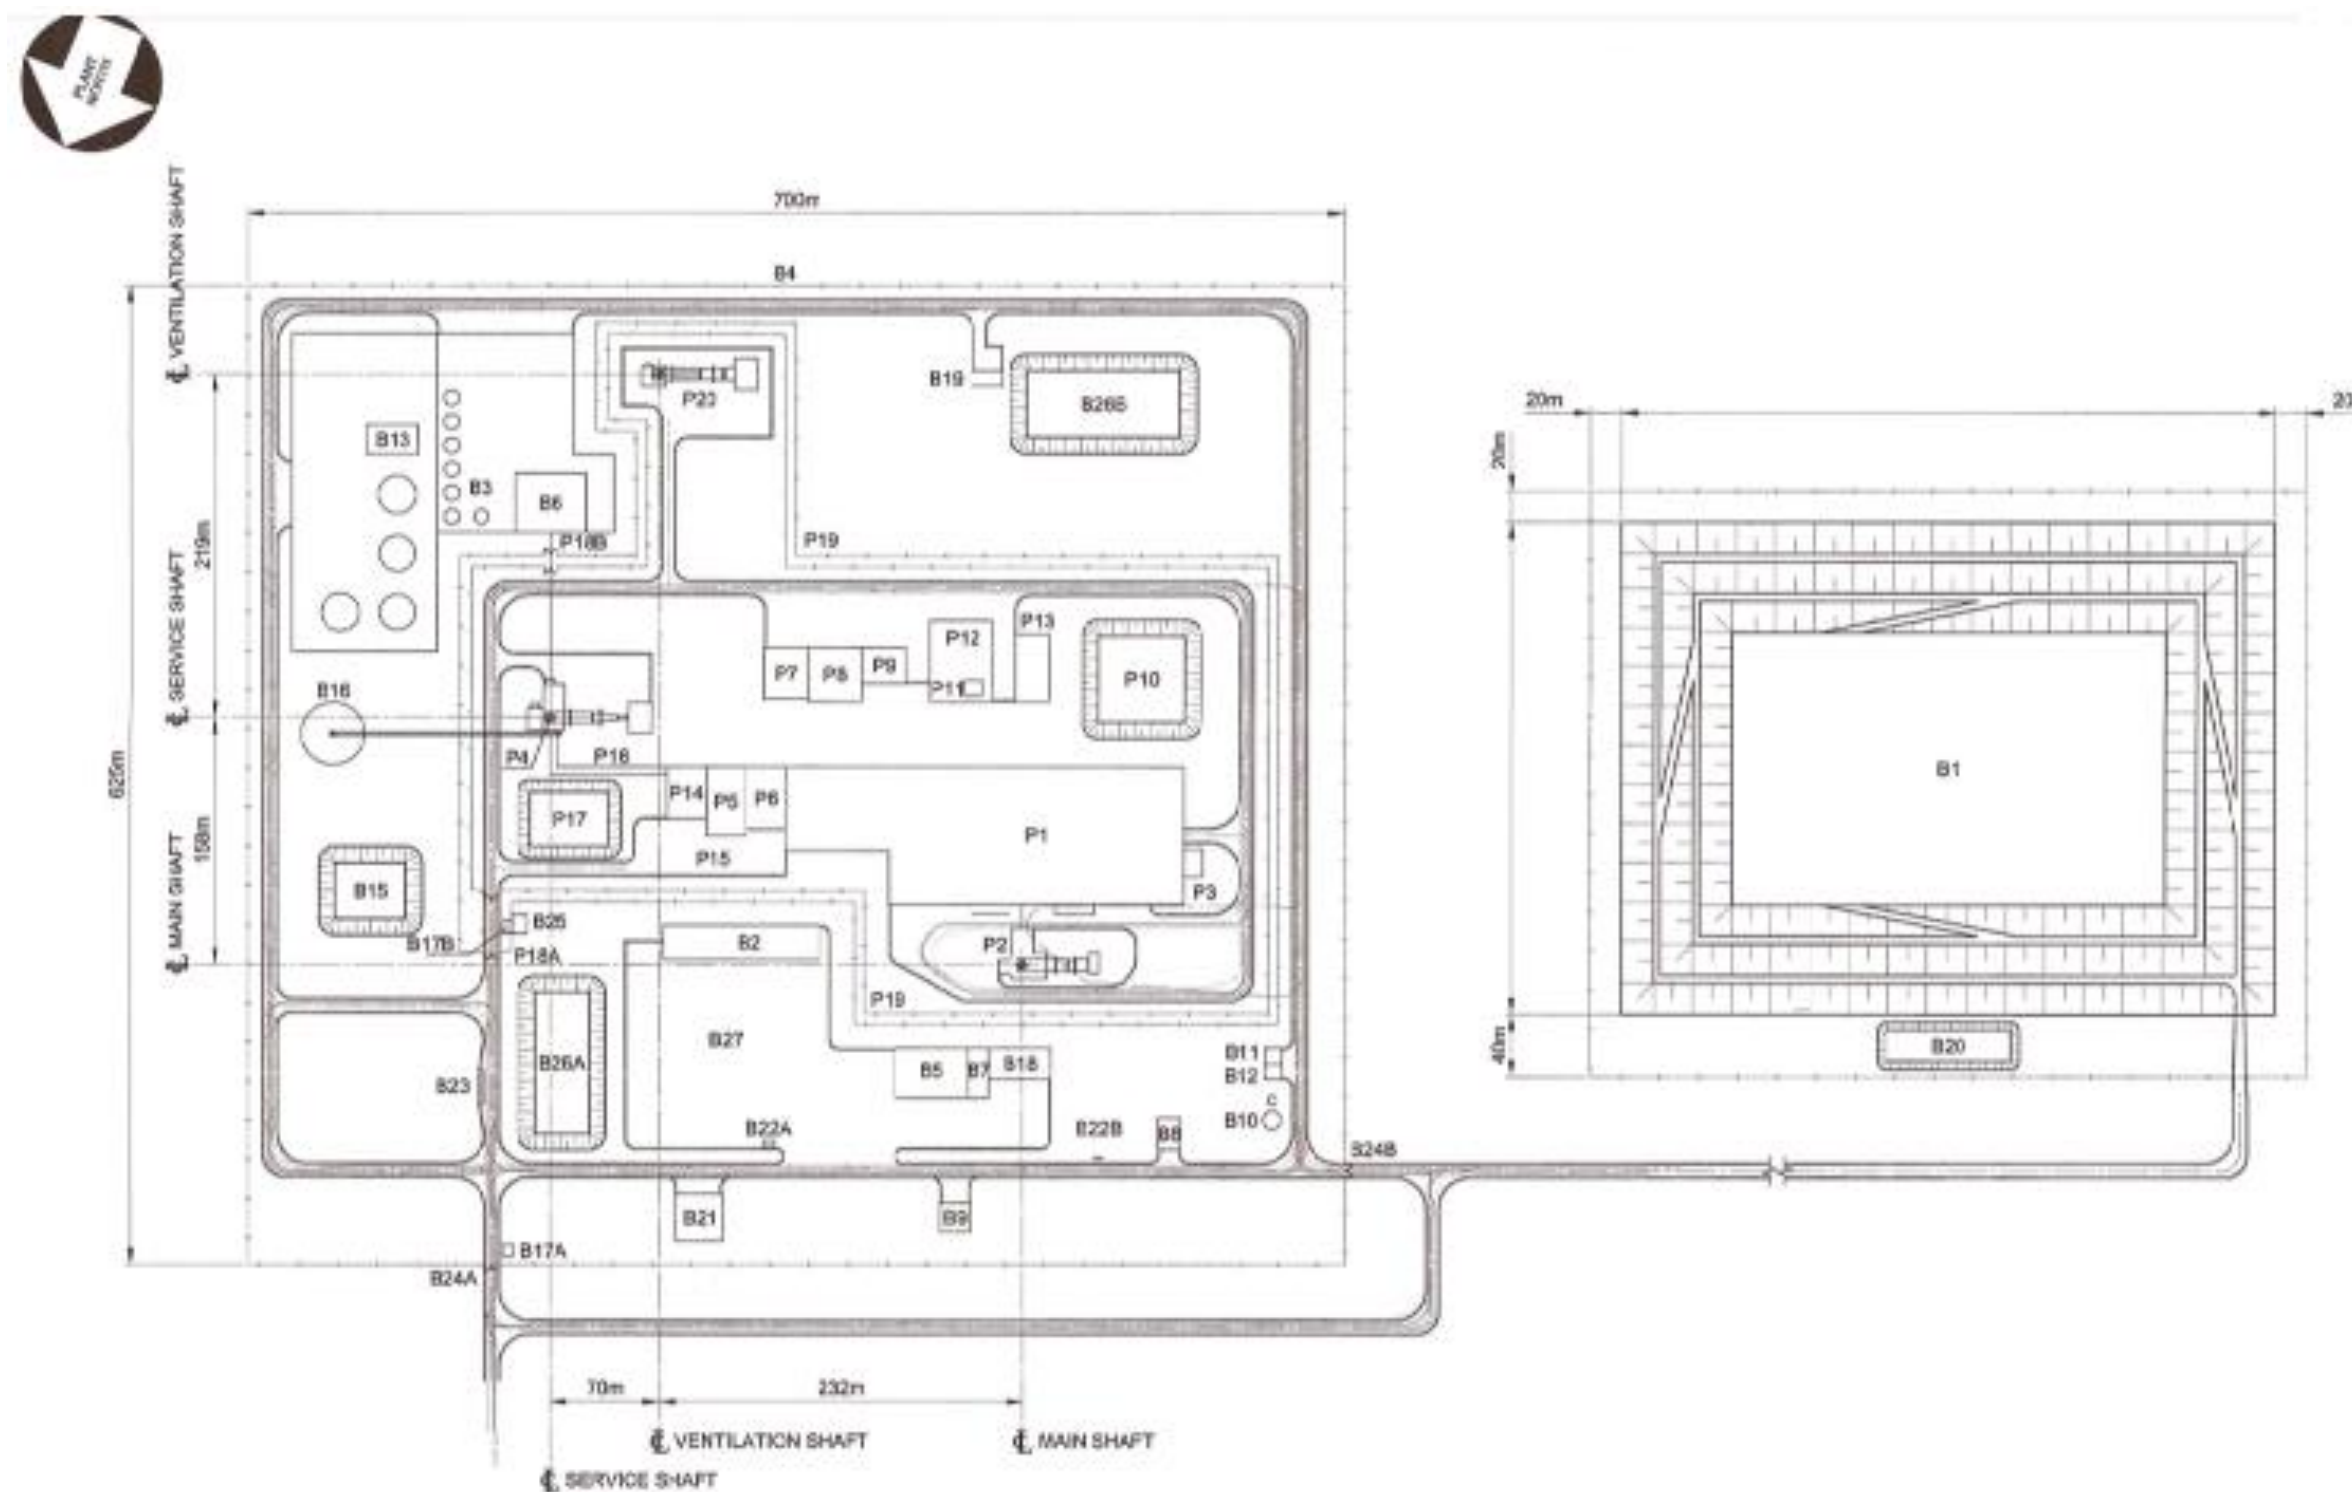 PLANT
NORTH
700m
B4
℄ VENTILATION SHAFT
219m
℄ SERVICE SHAFT
158m
℄ MAIN SHAFT
625m
P20
B19
B26B
B13
B3
B6
P18B
P19
P12
P13
P7
P8
P9
P11
P10
B16
P4
P16
P14
P5
P6
P17
P1
P15
P3
B15
B25
B17B
P18A
B2
P2
P19
B27
B26A
B23
B5
B7
B18
B11
B12
B10
B22A
B22B
B8
B24B
B21
B9
B17A
B24A
70m
232m
℄ VENTILATION SHAFT
℄ MAIN SHAFT
℄ SERVICE SHAFT
20m
20
20m
B1
40m
B20